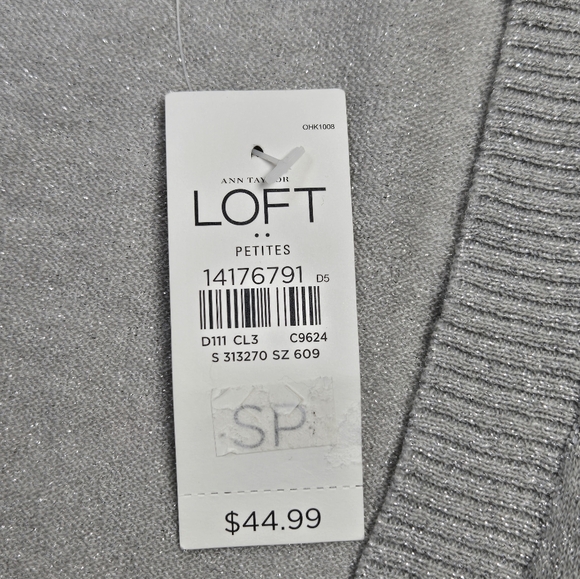 OHK1008
ANN TAYLOR
LOFT
PETITES
14176791 D5
D111 CL3 C9624
S 313270 SZ 609
SP
$44.99